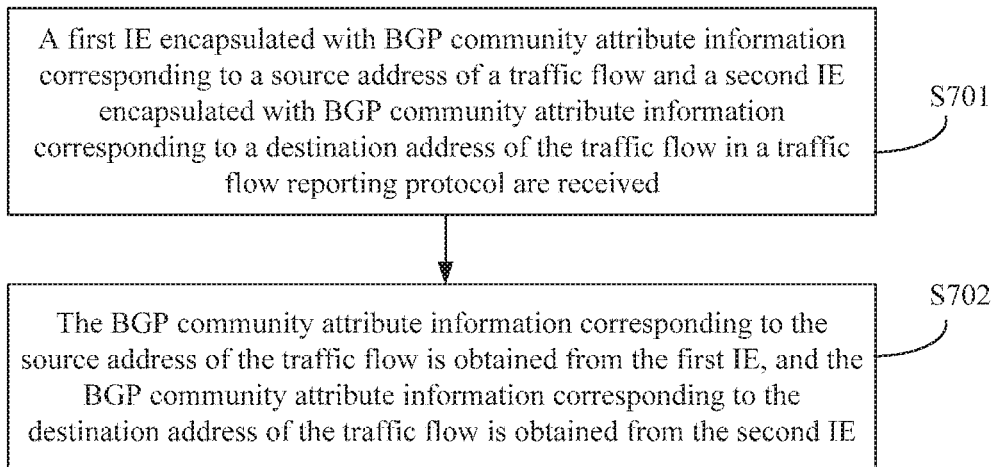 A first IE encapsulated with BGP community attribute information
corresponding to a source address of a traffic flow and a second IE
encapsulated with BGP community attribute information
corresponding to a destination address of the traffic flow in a traffic
flow reporting protocol are received
S701
The BGP community attribute information corresponding to the
source address of the traffic flow is obtained from the first IE, and the
BGP community attribute information corresponding to the
destination address of the traffic flow is obtained from the second IE
S702